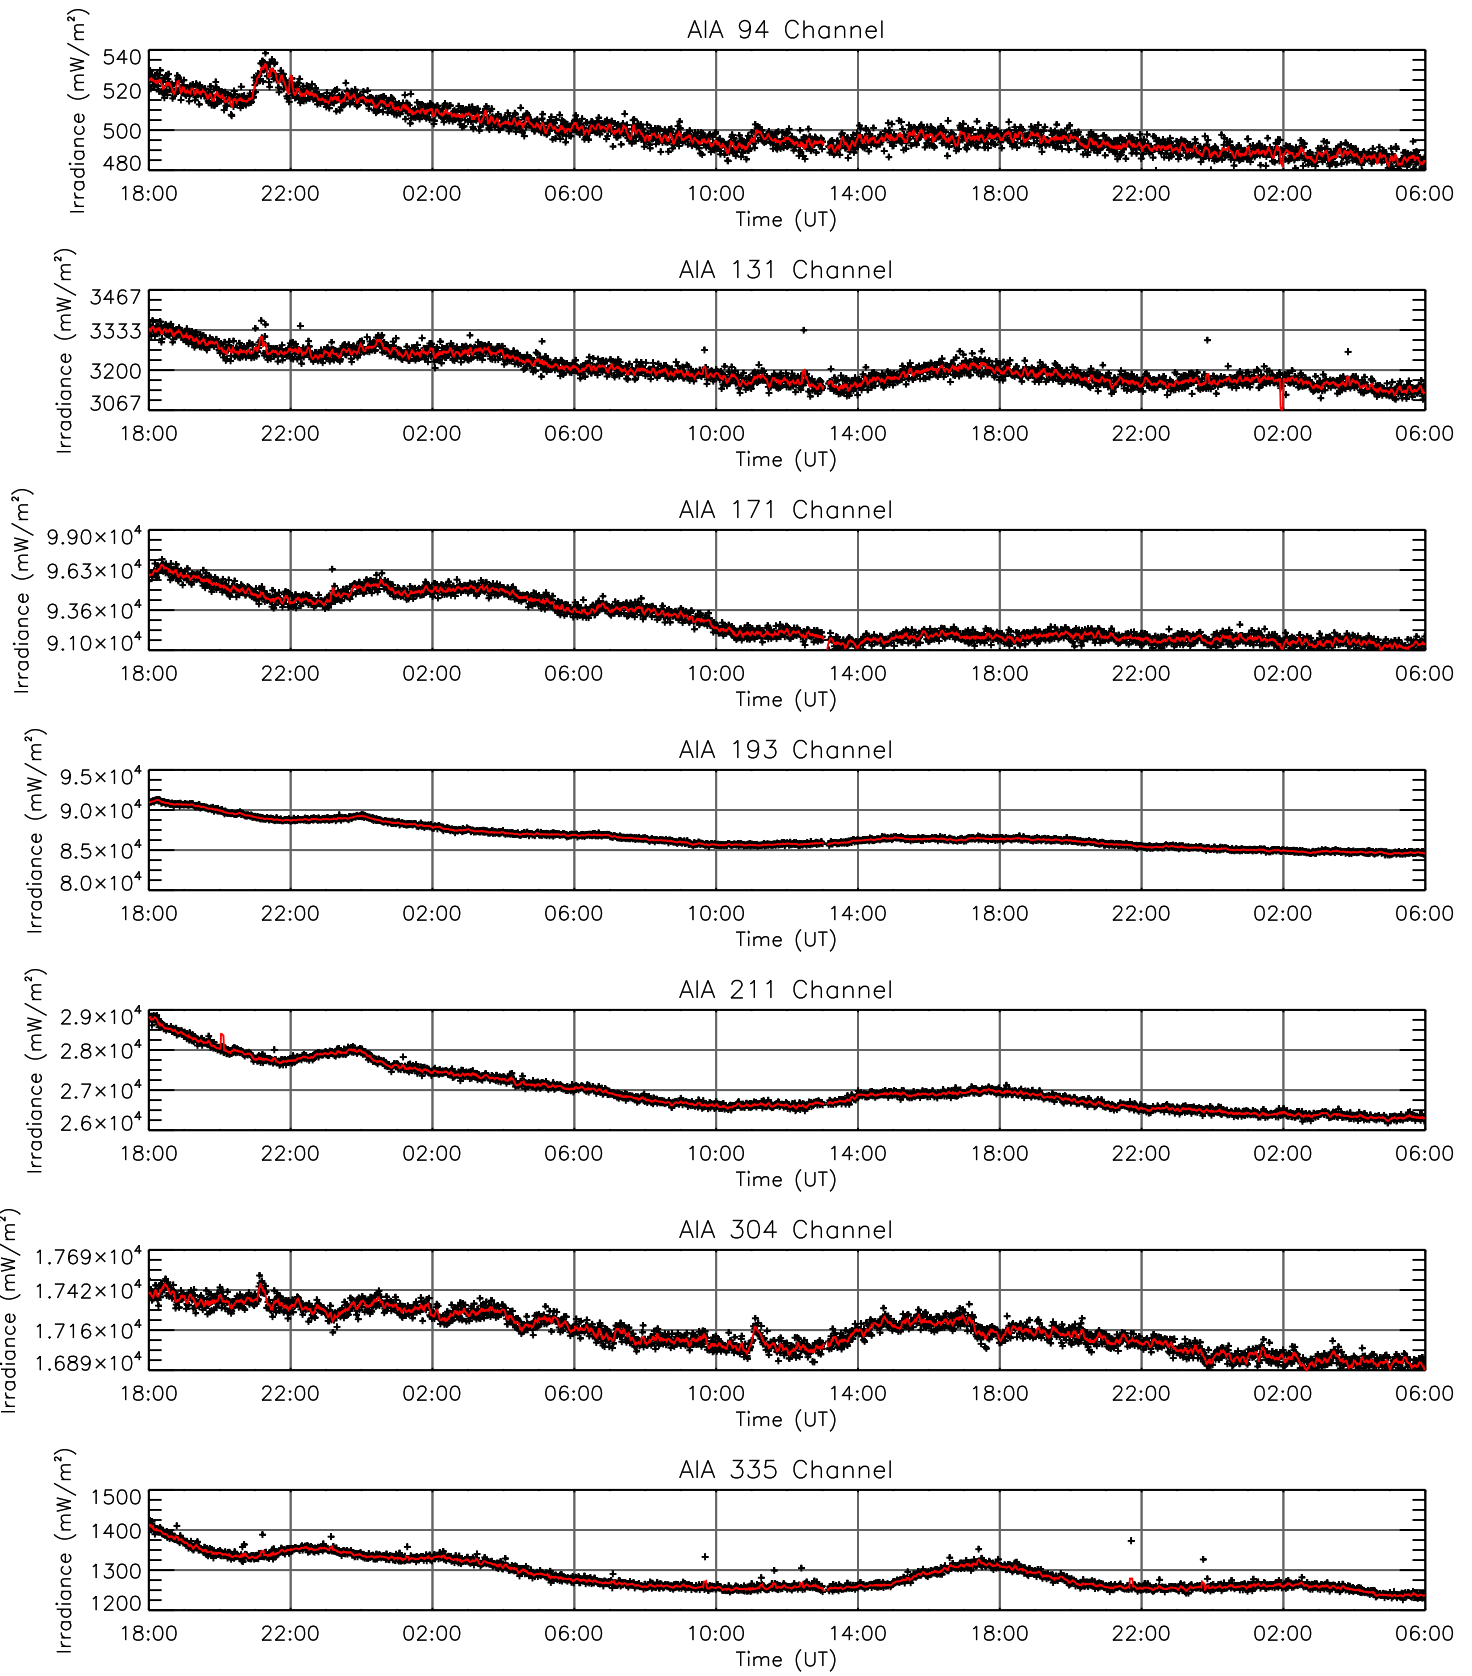 AIA 94 Channel
Irradiance (mW/m²)
540
520
500
480
18:00 22:00 02:00 06:00 10:00 14:00 18:00 22:00 02:00 06:00
Time (UT)
AIA 131 Channel
Irradiance (mW/m²)
3467
3333
3200
3067
18:00 22:00 02:00 06:00 10:00 14:00 18:00 22:00 02:00 06:00
Time (UT)
AIA 171 Channel
Irradiance (mW/m²)
9.90×10⁴
9.63×10⁴
9.36×10⁴
9.10×10⁴
18:00 22:00 02:00 06:00 10:00 14:00 18:00 22:00 02:00 06:00
Time (UT)
AIA 193 Channel
Irradiance (mW/m²)
9.5×10⁴
9.0×10⁴
8.5×10⁴
8.0×10⁴
18:00 22:00 02:00 06:00 10:00 14:00 18:00 22:00 02:00 06:00
Time (UT)
AIA 211 Channel
Irradiance (mW/m²)
2.9×10⁴
2.8×10⁴
2.7×10⁴
2.6×10⁴
18:00 22:00 02:00 06:00 10:00 14:00 18:00 22:00 02:00 06:00
Time (UT)
AIA 304 Channel
Irradiance (mW/m²)
1.769×10⁴
1.742×10⁴
1.716×10⁴
1.689×10⁴
18:00 22:00 02:00 06:00 10:00 14:00 18:00 22:00 02:00 06:00
Time (UT)
AIA 335 Channel
Irradiance (mW/m²)
1500
1400
1300
1200
18:00 22:00 02:00 06:00 10:00 14:00 18:00 22:00 02:00 06:00
Time (UT)